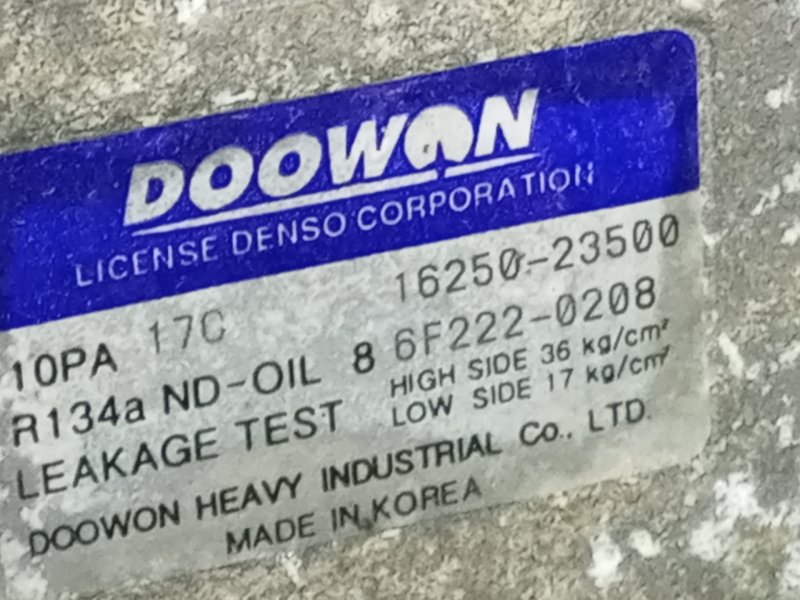 DOOWON
LICENSE DENSO CORPORATION
10PA 17C 16250-23500
R134a ND-OIL 8 6F222-0208
LEAKAGE TEST HIGH SIDE 36 kg/cm²
LOW SIDE 17 kg/cm²
DOOWON HEAVY INDUSTRIAL Co., LTD.
MADE IN KOREA